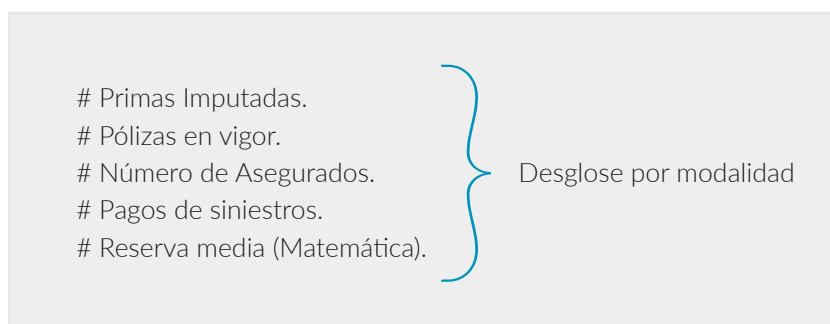 # Primas Imputadas.
# Pólizas en vigor.
# Número de Asegurados.
# Pagos de siniestros.
# Reserva media (Matemática).
Desglose por modalidad